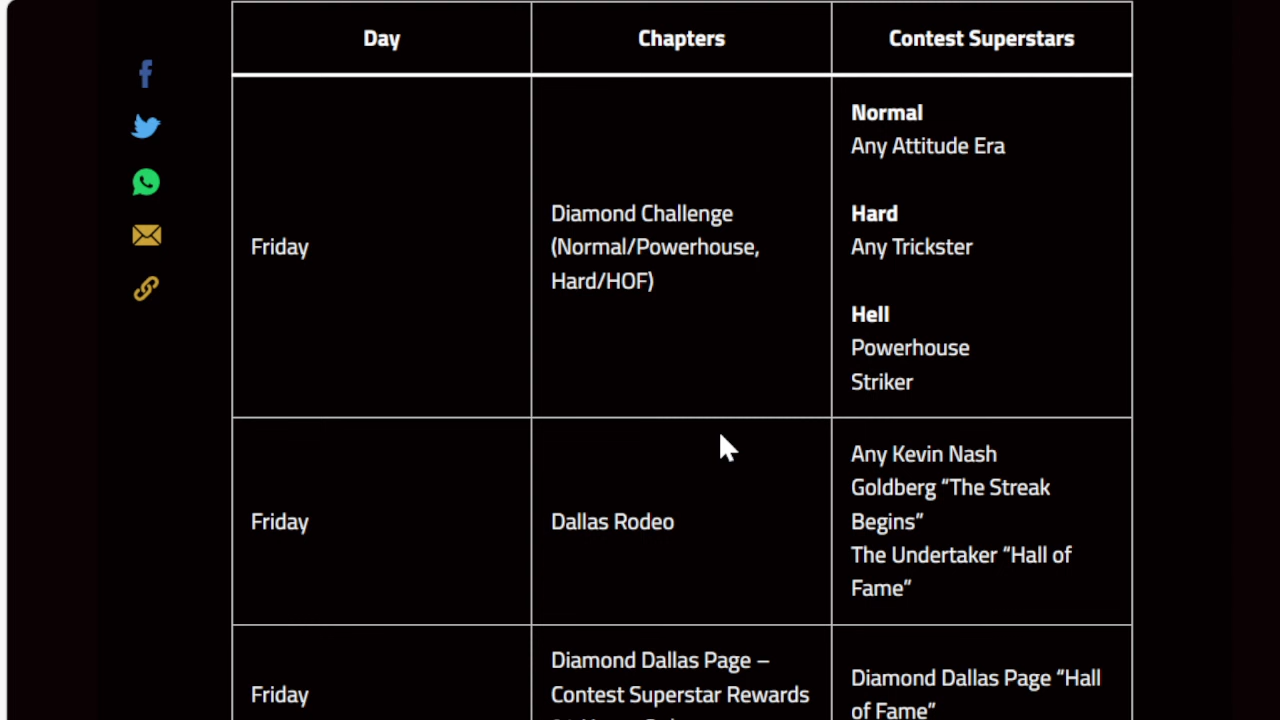 Day
Chapters
Contest Superstars
Friday
Diamond Challenge
(Normal/Powerhouse,
Hard/HOF)
Normal
Any Attitude Era
Hard
Any Trickster
Hell
Powerhouse
Striker
Friday
Dallas Rodeo
Any Kevin Nash
Goldberg “The Streak
Begins”
The Undertaker “Hall of
Fame”
Friday
Diamond Dallas Page –
Contest Superstar Rewards
Diamond Dallas Page “Hall
of Fame”